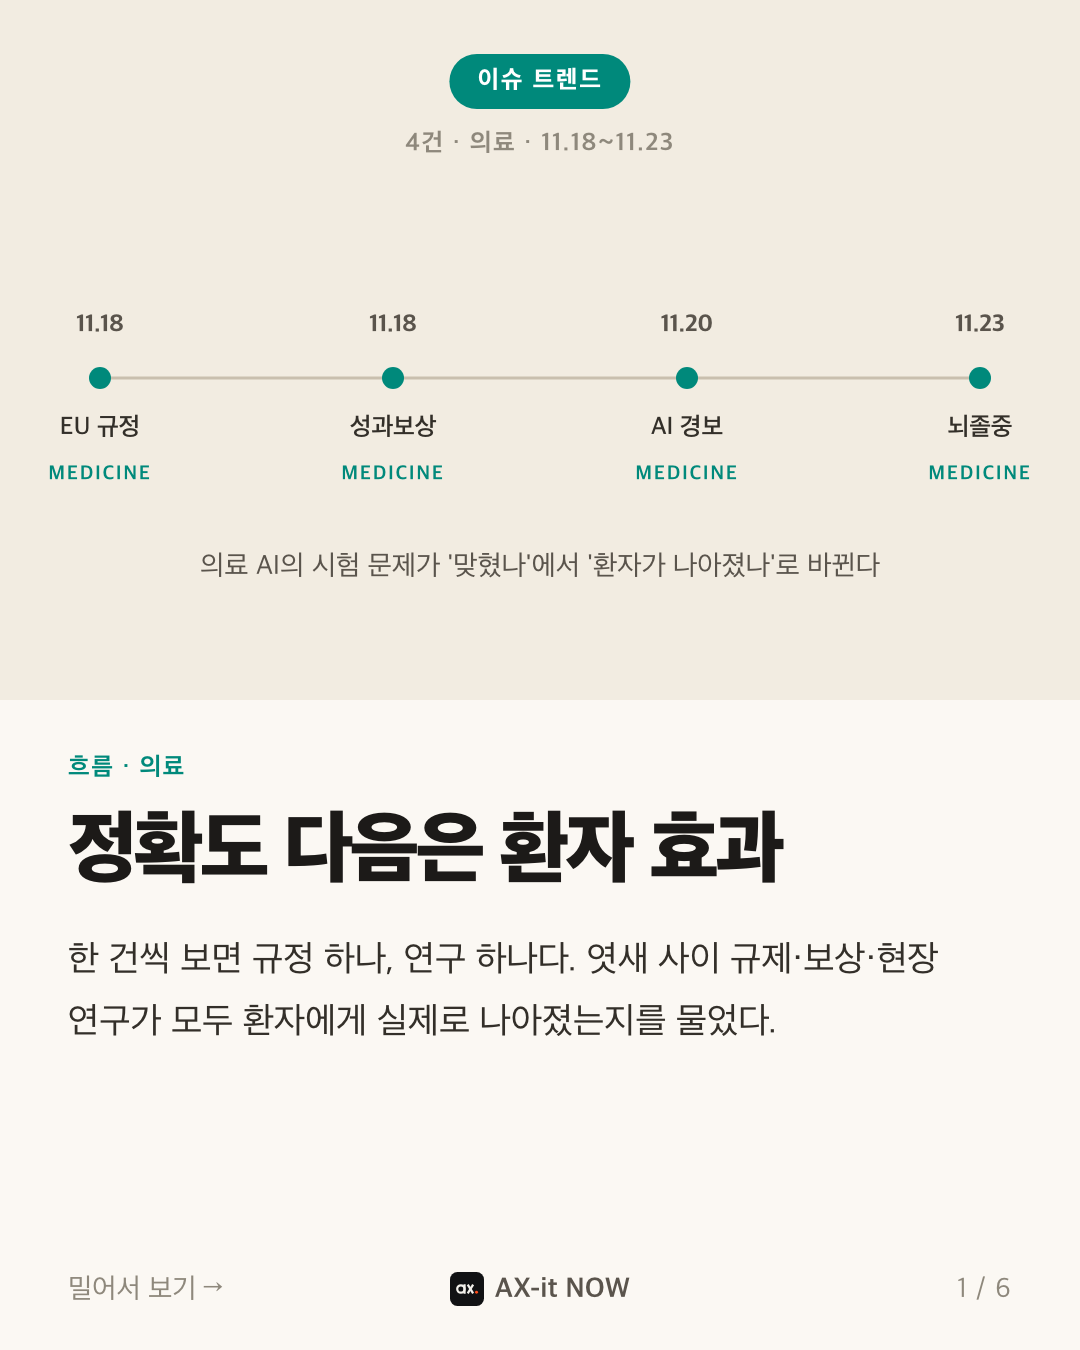 이슈 트렌드
4건 · 의료 · 11.18~11.23
11.18 11.18 11.20 11.23
EU 규정 성과보상 AI 경보 뇌졸중
MEDICINE MEDICINE MEDICINE MEDICINE
의료 AI의 시험 문제가 '맞혔나'에서 '환자가 나아졌나'로 바뀐다
흐름 · 의료
정확도 다음은 환자 효과
한 건씩 보면 규정 하나, 연구 하나다. 엿새 사이 규제·보상·현장
연구가 모두 환자에게 실제로 나아졌는지를 물었다.
밀어서 보기 → ax. AX-it NOW 1 / 6